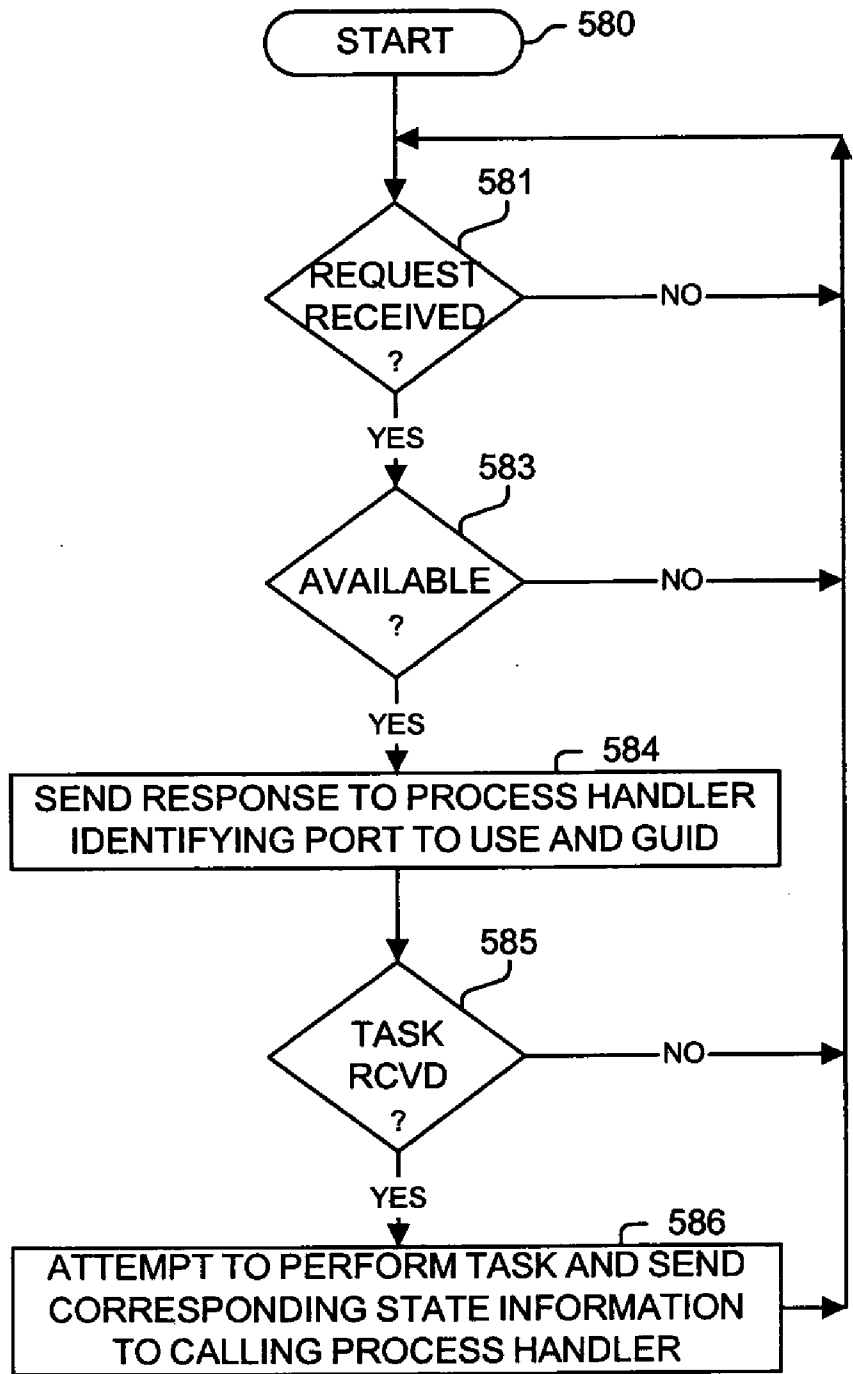 START
580
581
REQUEST
RECEIVED
?
NO
YES
583
AVAILABLE
?
NO
YES
584
SEND RESPONSE TO PROCESS HANDLER
IDENTIFYING PORT TO USE AND GUID
585
TASK
RCVD
?
NO
YES
586
ATTEMPT TO PERFORM TASK AND SEND
CORRESPONDING STATE INFORMATION
TO CALLING PROCESS HANDLER